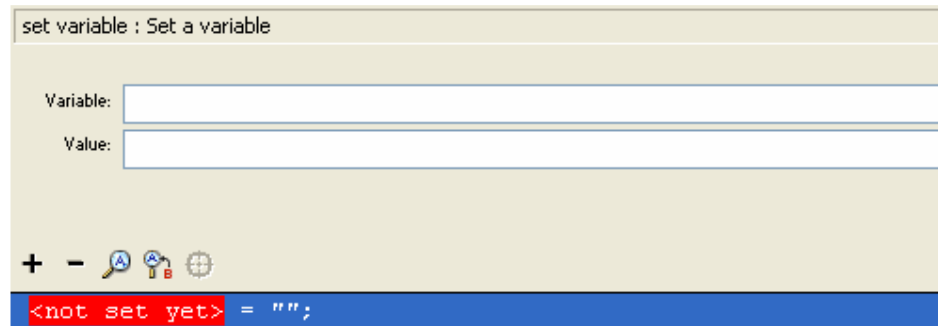 set variable : Set a variable
Variable:
Value:
+ - A A B
<not set yet> = "";